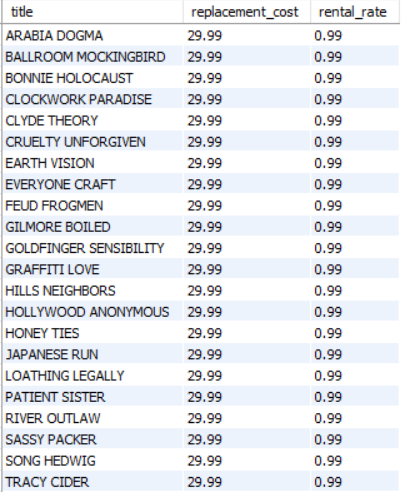 title replacement_cost rental_rate
ARABIA DOGMA 29.99 0.99
BALLROOM MOCKINGBIRD 29.99 0.99
BONNIE HOLOCAUST 29.99 0.99
CLOCKWORK PARADISE 29.99 0.99
CLYDE THEORY 29.99 0.99
CRUELTY UNFORGIVEN 29.99 0.99
EARTH VISION 29.99 0.99
EVERYONE CRAFT 29.99 0.99
FEUD FROGMEN 29.99 0.99
GILMORE BOILED 29.99 0.99
GOLDFINGER SENSIBILITY 29.99 0.99
GRAFFITI LOVE 29.99 0.99
HILLS NEIGHBORS 29.99 0.99
HOLLYWOOD ANONYMOUS 29.99 0.99
HONEY TIES 29.99 0.99
JAPANESE RUN 29.99 0.99
LOATHING LEGALLY 29.99 0.99
PATIENT SISTER 29.99 0.99
RIVER OUTLAW 29.99 0.99
SASSY PACKER 29.99 0.99
SONG HEDWIG 29.99 0.99
TRACY CIDER 29.99 0.99